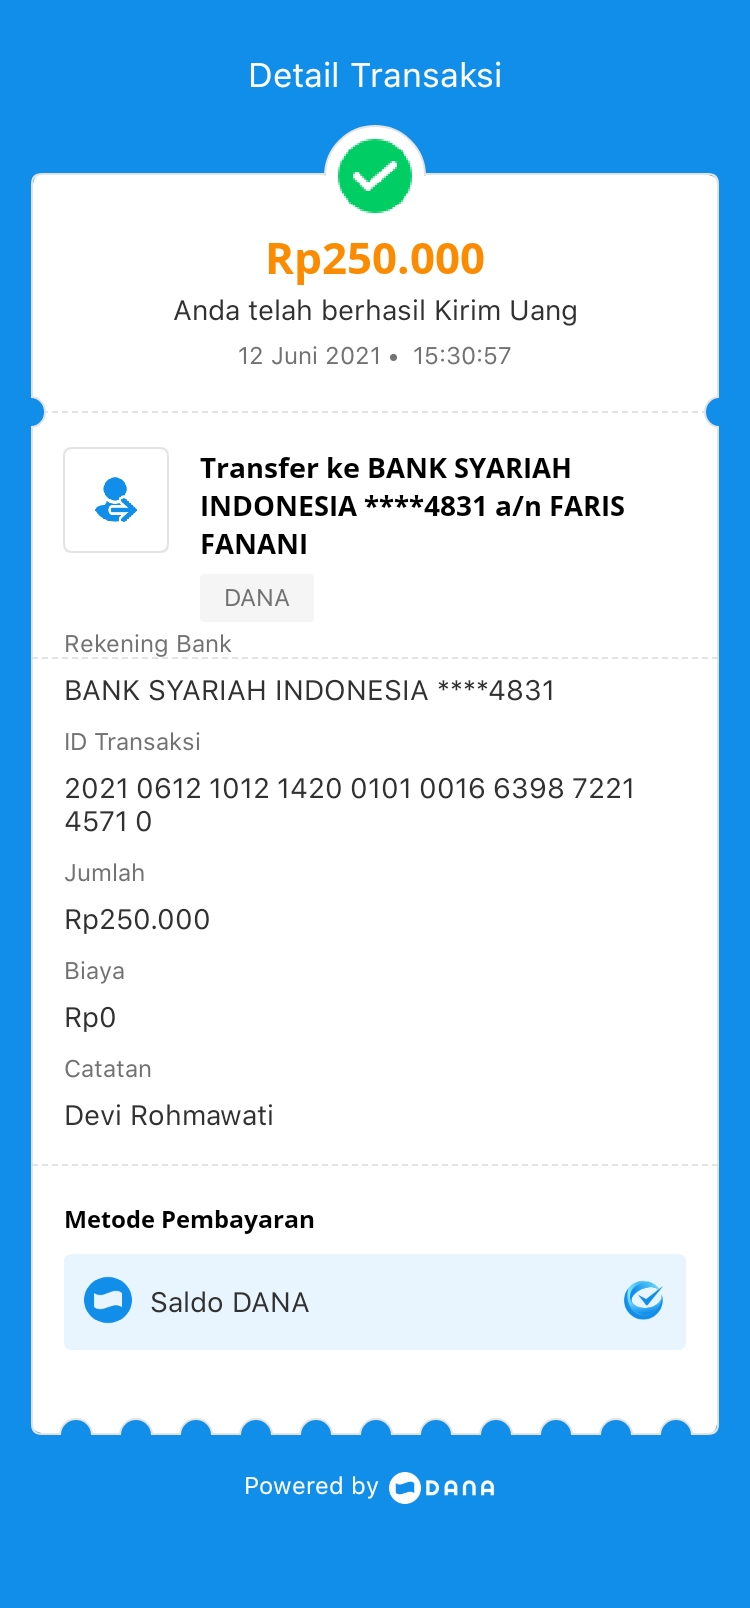 Detail Transaksi
Rp250.000
Anda telah berhasil Kirim Uang
12 Juni 2021 • 15:30:57
Transfer ke BANK SYARIAH
INDONESIA ****4831 a/n FARIS
FANANI
DANA
Rekening Bank
BANK SYARIAH INDONESIA ****4831
ID Transaksi
2021 0612 1012 1420 0101 0016 6398 7221
4571 0
Jumlah
Rp250.000
Biaya
Rp0
Catatan
Devi Rohmawati
Metode Pembayaran
Saldo DANA
Powered by DANA